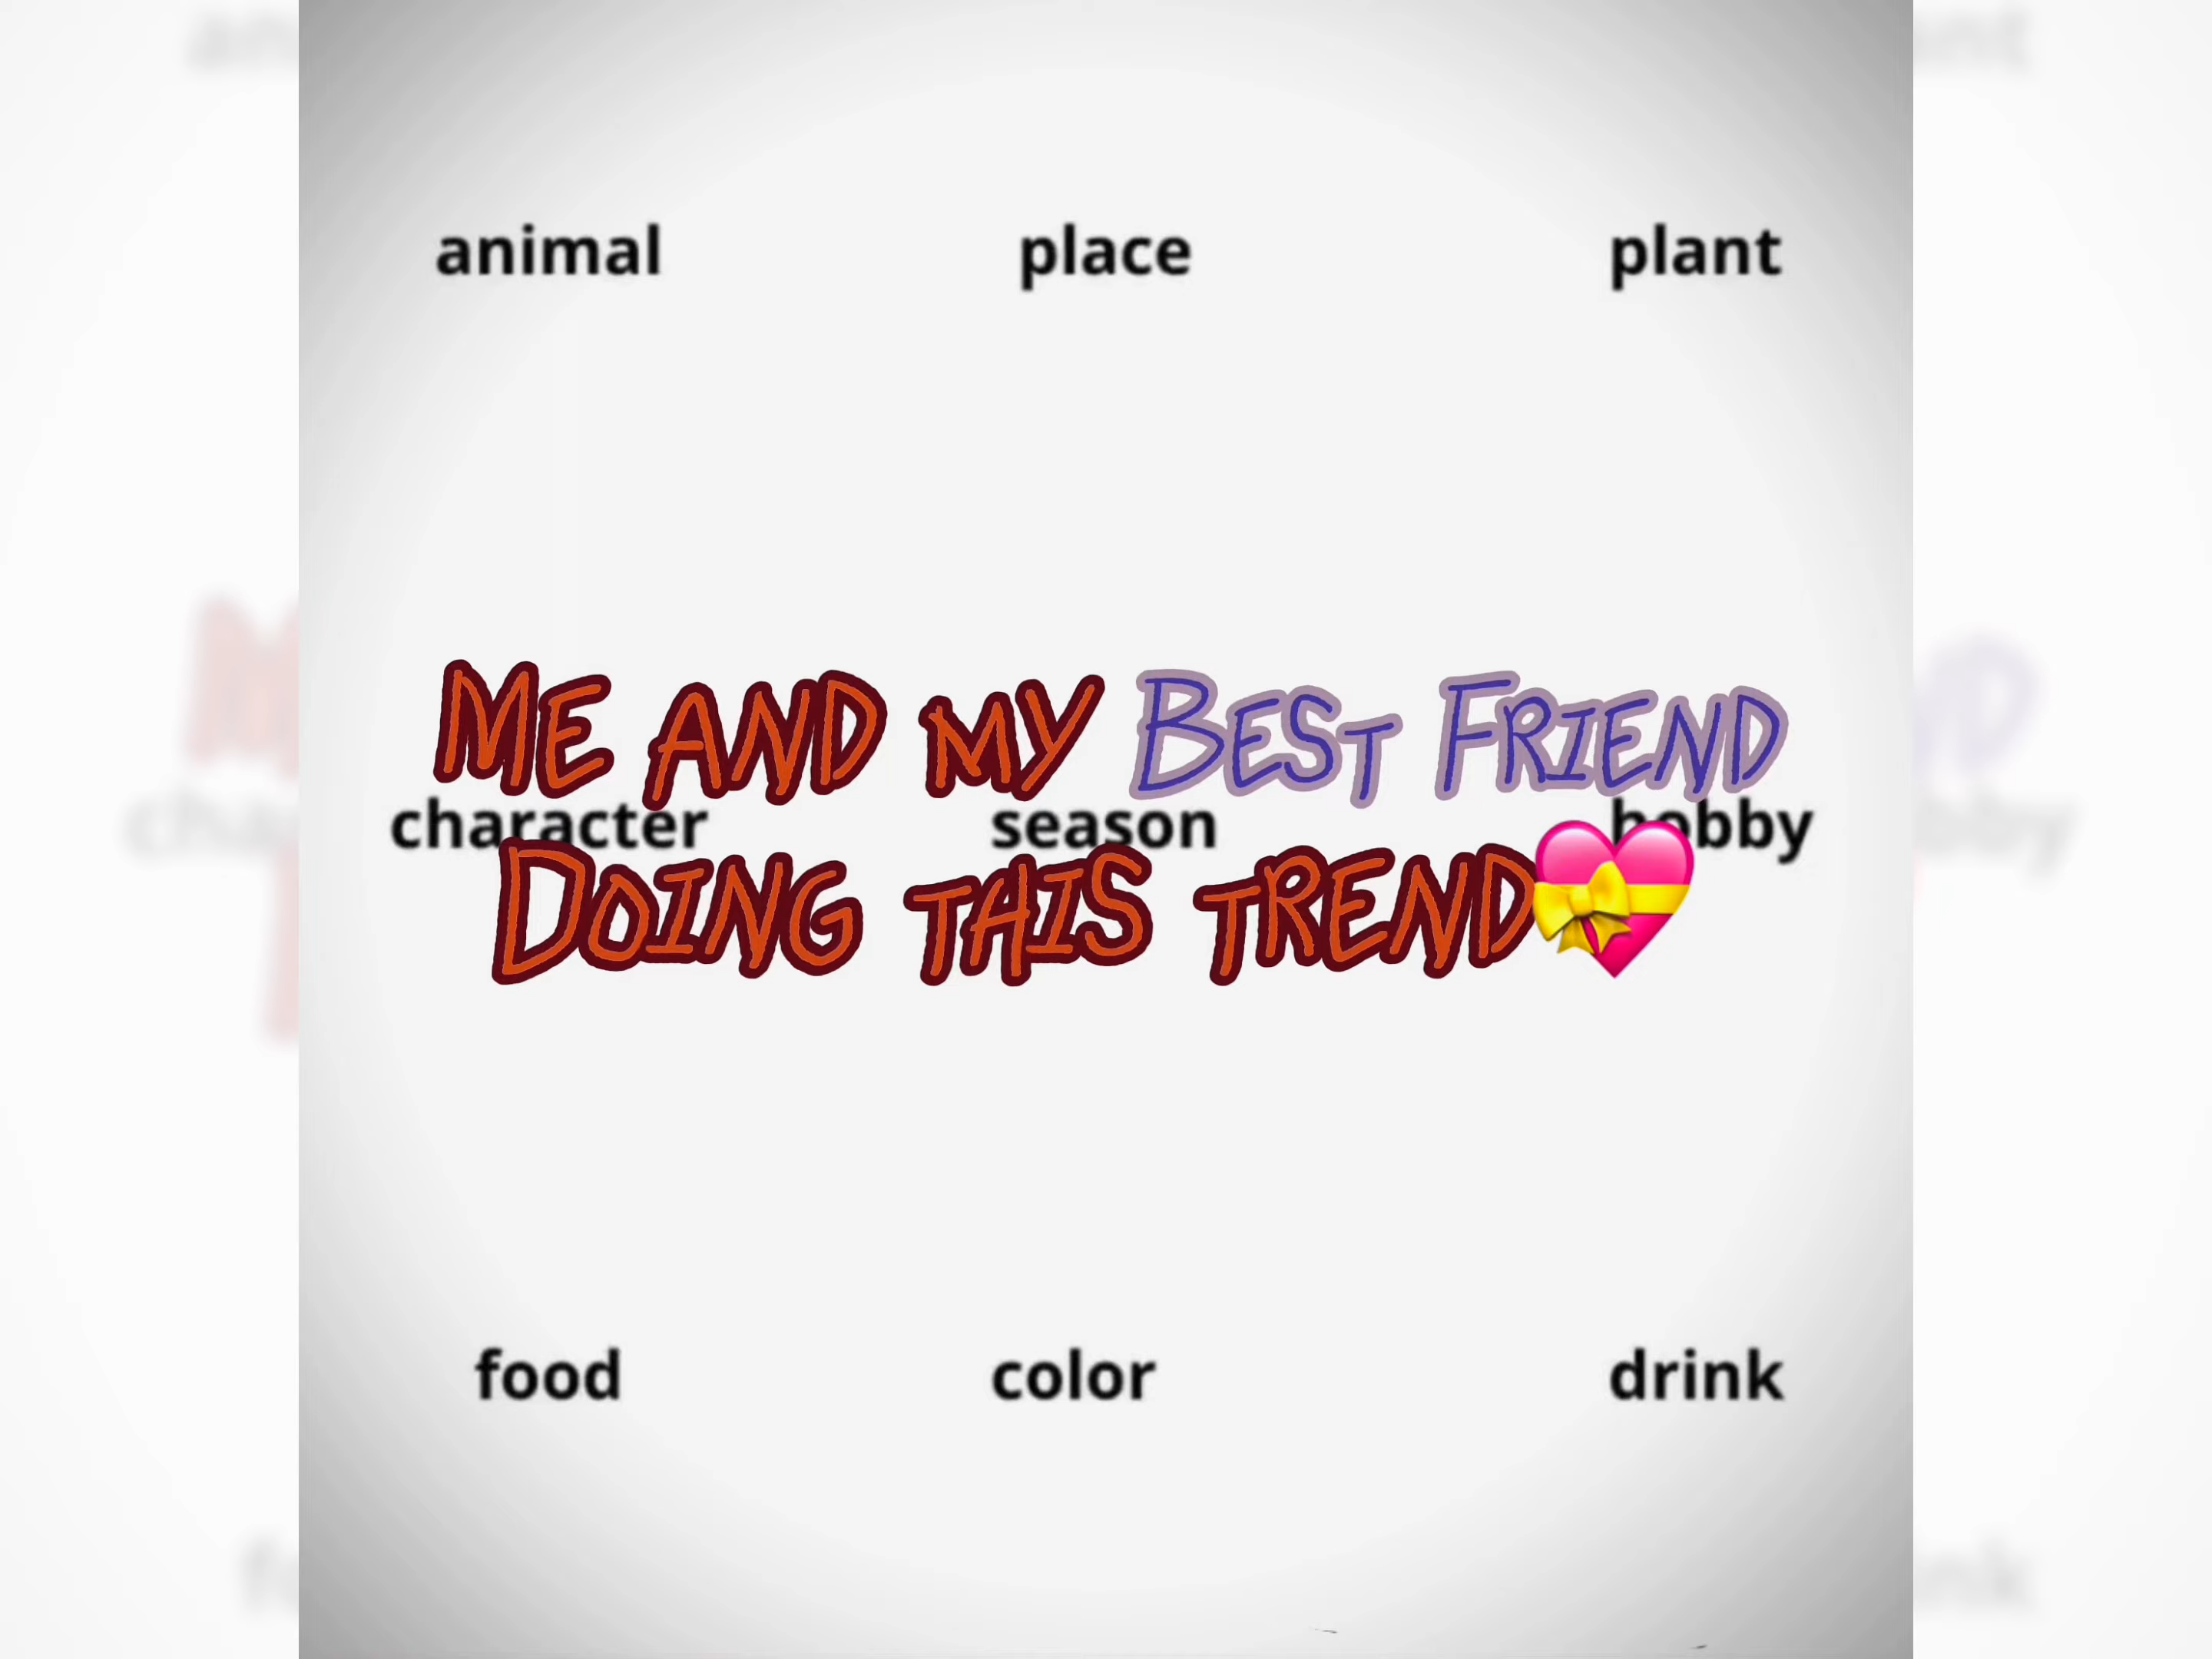 animal place plant
ME AND MY BEST FRIEND
character season hobby
DOING THIS TREND💝
food color drink